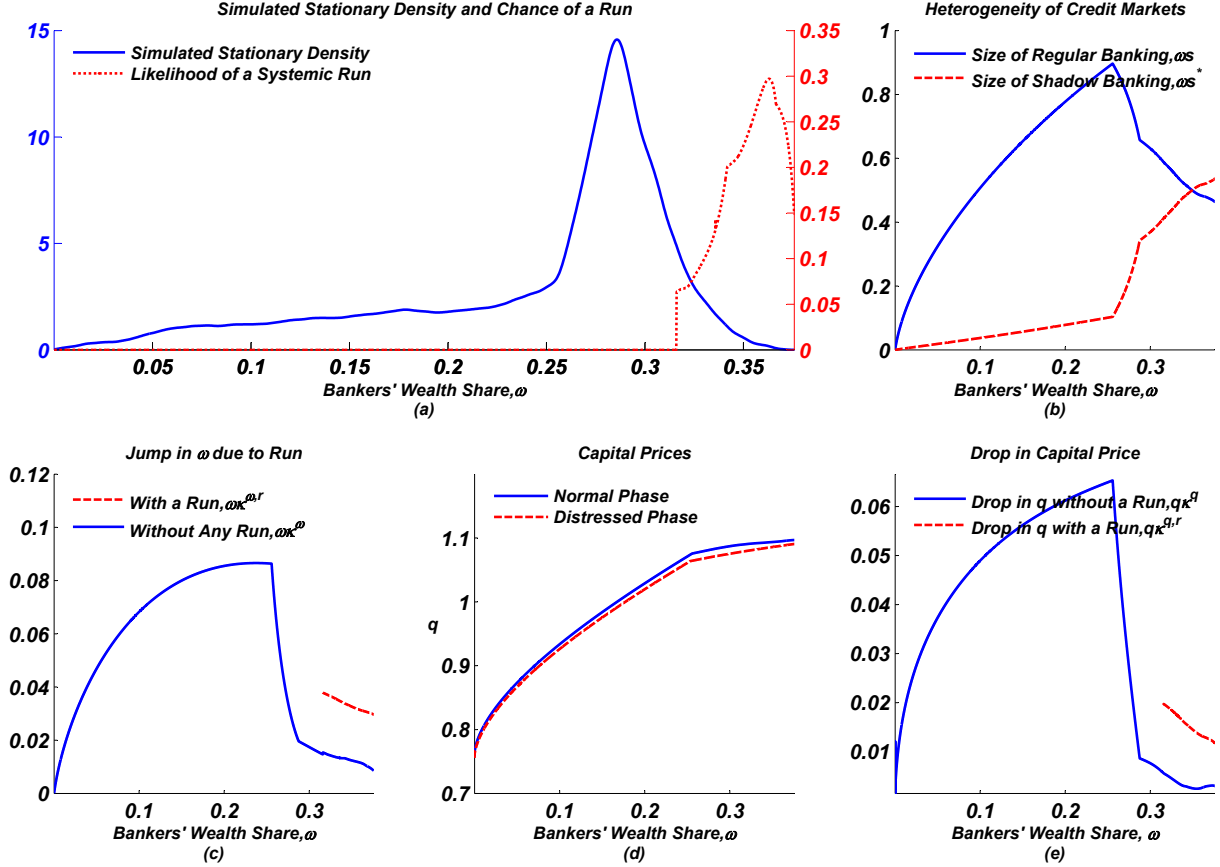 Simulated Stationary Density and Chance of a Run
15
10
5
0
Simulated Stationary Density
Likelihood of a Systemic Run
0.35
0.3
0.25
0.2
0.15
0.1
0.05
0
0.05
0.1
0.15
0.2
0.25
0.3
0.35
Bankers' Wealth Share,ω
(a)
Heterogeneity of Credit Markets
1
0.8
0.6
0.4
0.2
0
Size of Regular Banking,ωs
Size of Shadow Banking,ωs*
0.1
0.2
0.3
Bankers' Wealth Share,ω
(b)
Jump in ω due to Run
0.12
0.1
0.08
0.06
0.04
0.02
0
With a Run,ωκ^ω,r
Without Any Run,ωκ^ω
0.1
0.2
0.3
Bankers' Wealth Share,ω
(c)
Capital Prices
Normal Phase
Distressed Phase
1.1
1
q
0.9
0.8
0.7
0.1
0.2
0.3
Bankers' Wealth Share,ω
(d)
Drop in Capital Price
0.06
0.05
0.04
0.03
0.02
0.01
Drop in q without a Run,qκ^q
Drop in q with a Run,qκ^q,r
0.1
0.2
0.3
Bankers' Wealth Share, ω
(e)